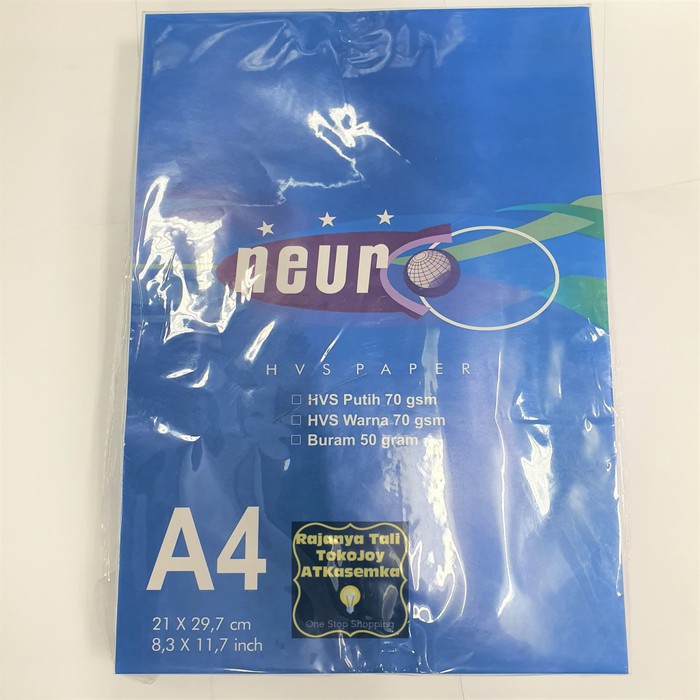 neuro
HVS PAPER
HVS Putih 70 gsm
HVS Warna 70 gsm
Buram 50 gram
A4
21 X 29,7 cm
8,3 X 11,7 inch
Rajanya Tali
TokoJoy
ATKasemka
One Stop Shopping